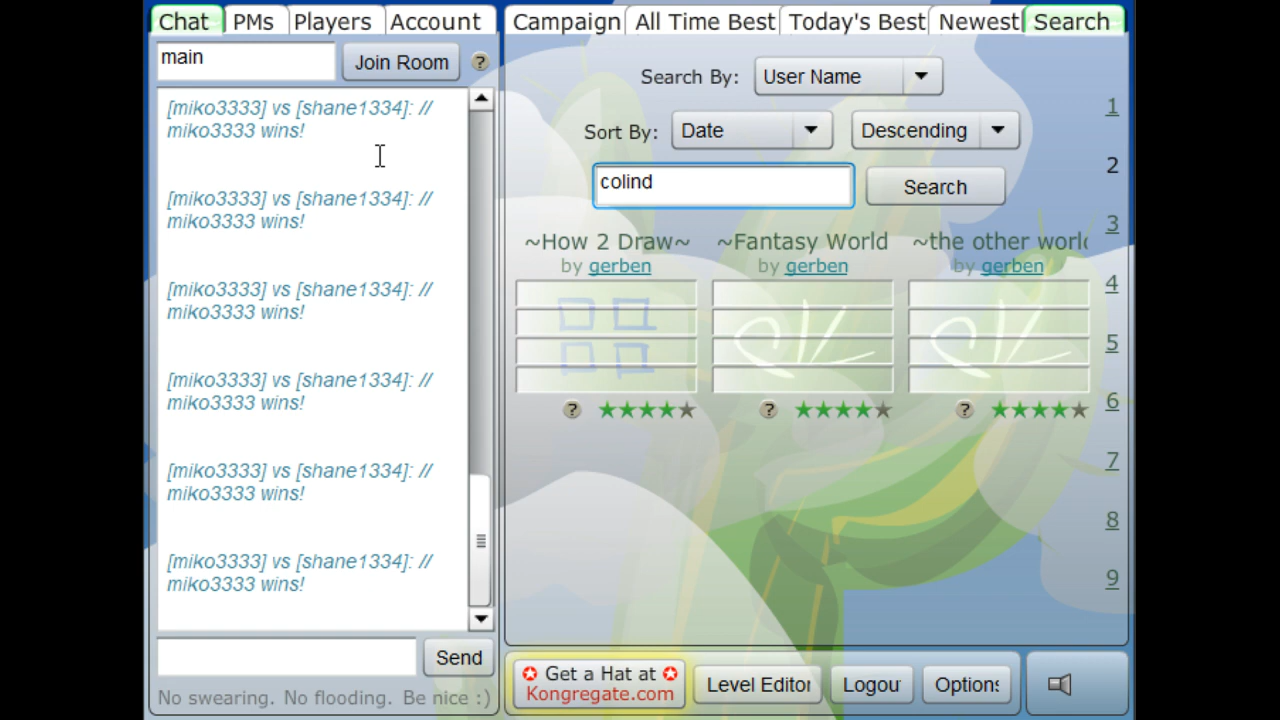 Chat PMs Players Account
main Join Room ?
[miko3333] vs [shane1334]: //
miko3333 wins!
[miko3333] vs [shane1334]: //
miko3333 wins!
[miko3333] vs [shane1334]: //
miko3333 wins!
[miko3333] vs [shane1334]: //
miko3333 wins!
[miko3333] vs [shane1334]: //
miko3333 wins!
[miko3333] vs [shane1334]: //
miko3333 wins!
Send
No swearing. No flooding. Be nice :)
Campaign All Time Best Today's Best Newest Search
Search By: User Name
Sort By: Date Descending
colind Search
~How 2 Draw~ ~Fantasy World ~the other world
by gerben by gerben by gerben
? ? ?
1
2
3
4
5
6
7
8
9
Get a Hat at
Kongregate.com
Level Editor Logou Options